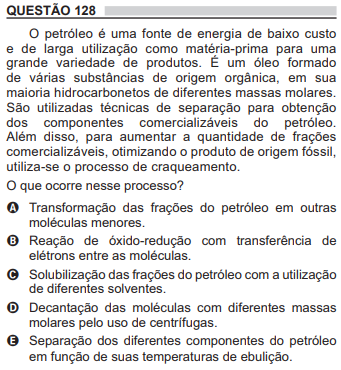 QUESTÃO 128
O petróleo é uma fonte de energia de baixo custo
e de larga utilização como matéria-prima para uma
grande variedade de produtos. É um óleo formado
de várias substâncias de origem orgânica, em sua
maioria hidrocarbonetos de diferentes massas molares.
São utilizadas técnicas de separação para obtenção
dos componentes comercializáveis do petróleo.
Além disso, para aumentar a quantidade de frações
comercializáveis, otimizando o produto de origem fóssil,
utiliza-se o processo de craqueamento.
O que ocorre nesse processo?
A Transformação das frações do petróleo em outras
moléculas menores.
B Reação de óxido-redução com transferência de
elétrons entre as moléculas.
C Solubilização das frações do petróleo com a utilização
de diferentes solventes.
D Decantação das moléculas com diferentes massas
molares pelo uso de centrífugas.
E Separação dos diferentes componentes do petróleo
em função de suas temperaturas de ebulição.